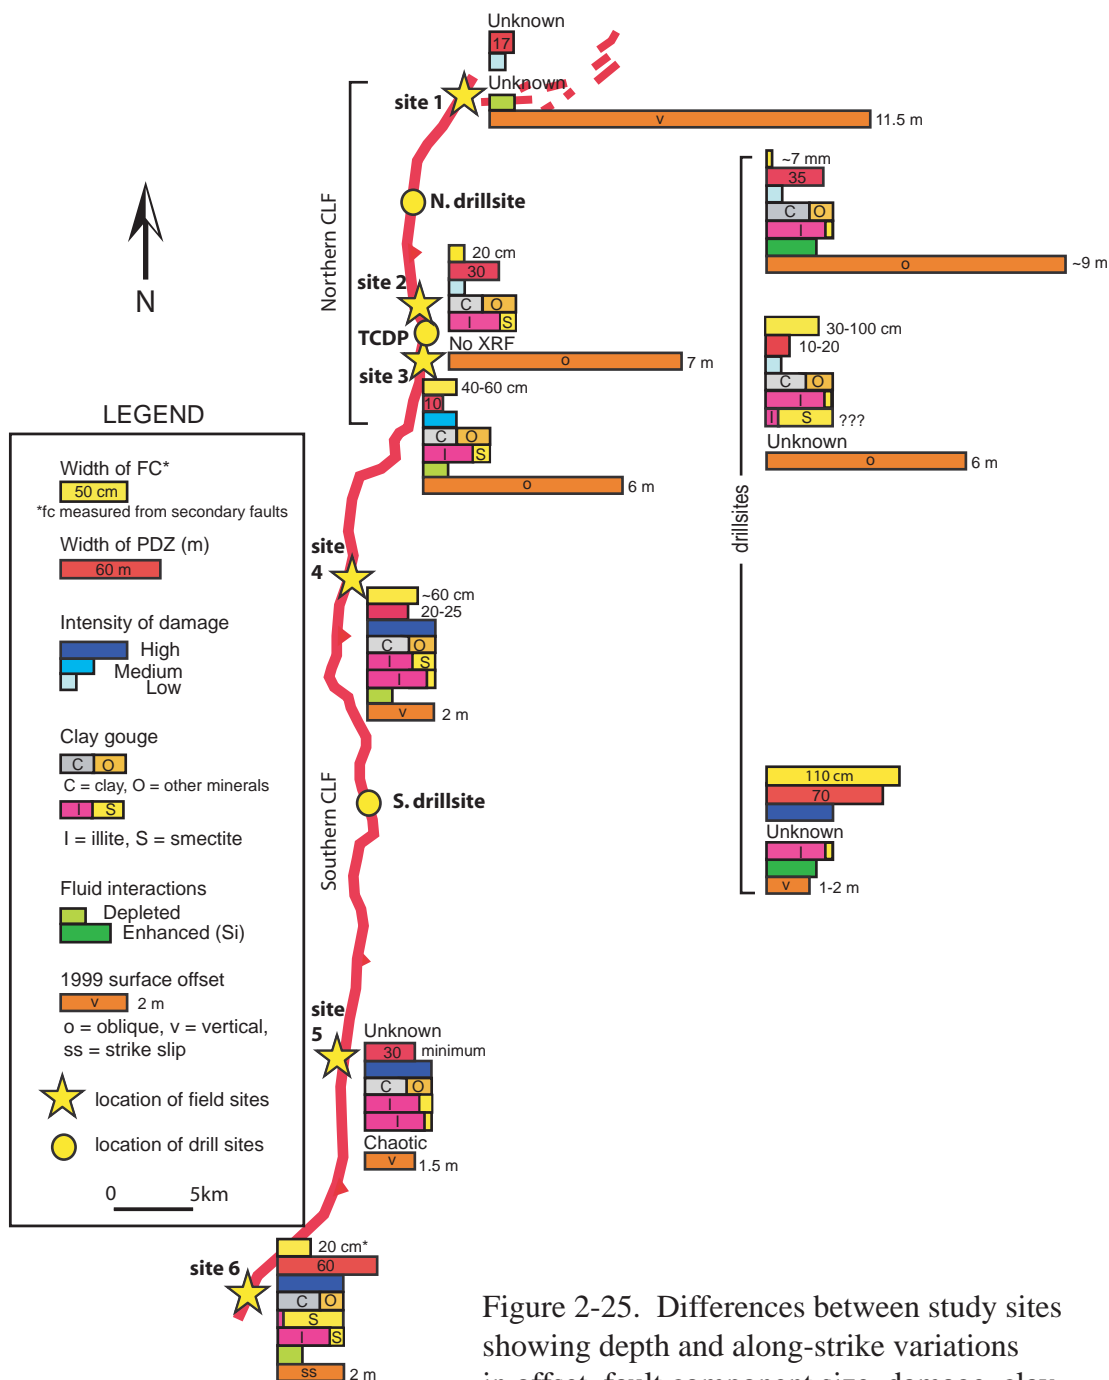 Unknown
17
Unknown
site 1
v
11.5 m
N. drillsite
Northern CLF
N
site 2
20 cm
30
C O
I S
No XRF
TCDP
o
7 m
site 3
40-60 cm
10
C O
I S
o
6 m
~7 mm
35
C O
I
o
~9 m
30-100 cm
10-20
C O
I
I S ???
Unknown
o
6 m
drillsites
110 cm
70
Unknown
I
v
1-2 m
LEGEND
Width of FC*
50 cm
*fc measured from secondary faults
Width of PDZ (m)
60 m
Intensity of damage
High
Medium
Low
Clay gouge
C O
C = clay, O = other minerals
I S
I = illite, S = smectite
Fluid interactions
Depleted
Enhanced (Si)
1999 surface offset
v 2 m
o = oblique, v = vertical,
ss = strike slip
location of field sites
location of drill sites
0 5km
site
4
~60 cm
20-25
C O
I S
I
v
2 m
Southern CLF
S. drillsite
site
5
Unknown
30 minimum
C O
I
I
Chaotic
v
1.5 m
site 6
20 cm*
60
C O
S
I S
ss
2 m
Figure 2-25. Differences between study sites
showing depth and along-strike variations
in offset, fault component size, damage, clay